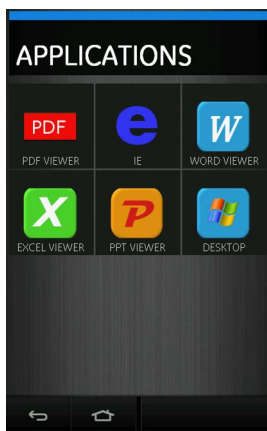 APPLICATIONS
PDF
PDF VIEWER
e
IE
W
WORD VIEWER
X
EXCEL VIEWER
P
PPT VIEWER
DESKTOP